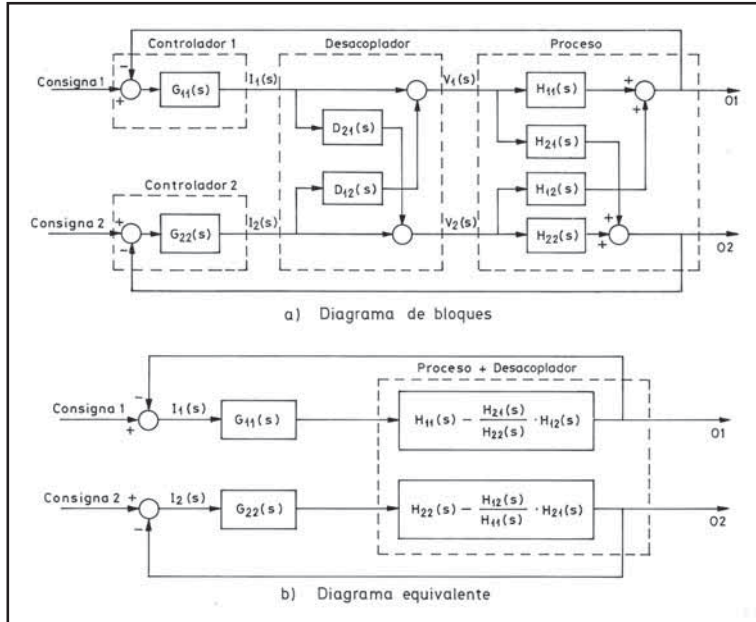 Controlador 1
Desacoplador
Proceso
Consigna 1
−
+
G11(s)
I1(s)
V1(s)
H11(s)
+
+
O1
D21(s)
H21(s)
Controlador 2
D12(s)
H12(s)
Consigna 2
+
−
G22(s)
I2(s)
V2(s)
H22(s)
+
+
O2
a) Diagrama de bloques
Proceso + Desacoplador
Consigna 1
−
+
I1(s)
G11(s)
H11(s) − H21(s)/H22(s) · H12(s)
O1
Consigna 2
+
−
I2(s)
G22(s)
H22(s) − H12(s)/H11(s) · H21(s)
O2
b) Diagrama equivalente